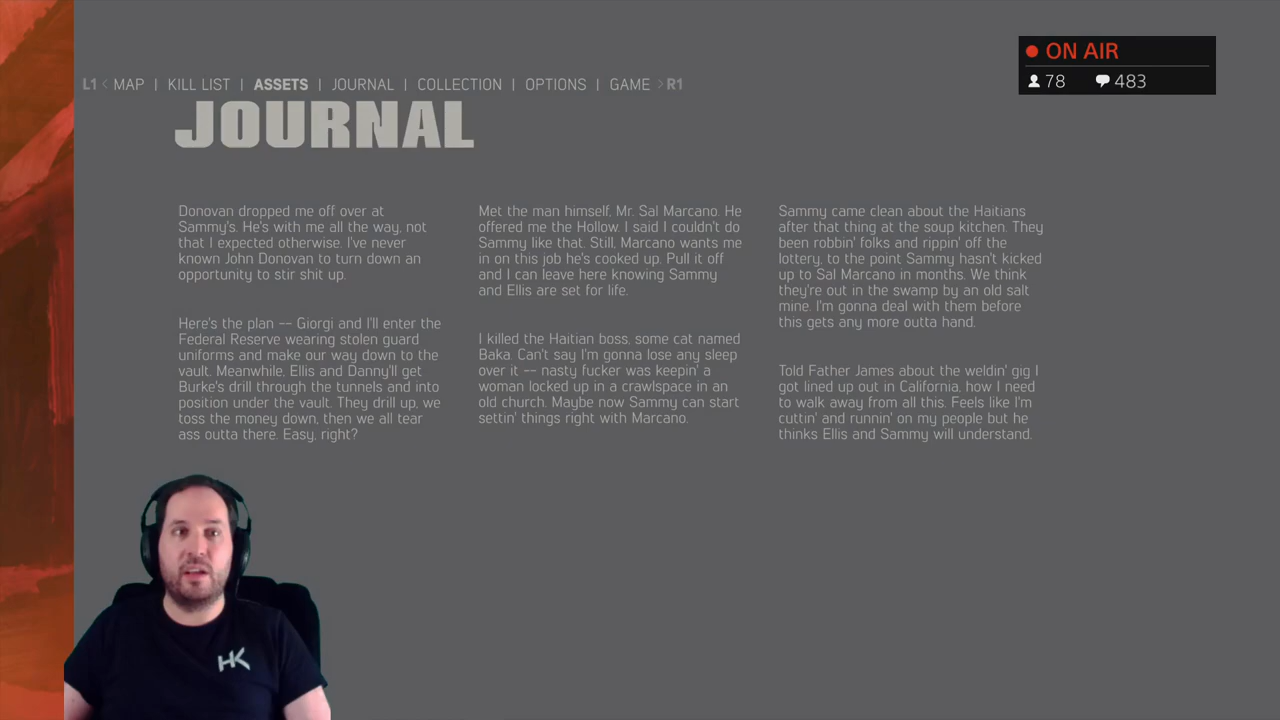 ON AIR
78 483
L1 < MAP | KILL LIST | ASSETS | JOURNAL | COLLECTION | OPTIONS | GAME > R1
JOURNAL
Donovan dropped me off over at
Sammy's. He's with me all the way, not
that I expected otherwise. I've never
known John Donovan to turn down an
opportunity to stir shit up.
Here's the plan -- Giorgi and I'll enter the
Federal Reserve wearing stolen guard
uniforms and make our way down to the
vault. Meanwhile, Ellis and Danny'll get
Burke's drill through the tunnels and into
position under the vault. They drill up, we
toss the money down, then we all tear
ass outta there. Easy, right?
Met the man himself, Mr. Sal Marcano. He
offered me the Hollow. I said I couldn't do
Sammy like that. Still, Marcano wants me
in on this job he's cooked up. Pull it off
and I can leave here knowing Sammy
and Ellis are set for life.
I killed the Haitian boss, some cat named
Baka. Can't say I'm gonna lose any sleep
over it -- nasty fucker was keepin' a
woman locked up in a crawlspace in an
old church. Maybe now Sammy can start
settin' things right with Marcano.
Sammy came clean about the Haitians
after that thing at the soup kitchen. They
been robbin' folks and rippin' off the
lottery, to the point Sammy hasn't kicked
up to Sal Marcano in months. We think
they're out in the swamp by an old salt
mine. I'm gonna deal with them before
this gets any more outta hand.
Told Father James about the weldin' gig I
got lined up out in California, how I need
to walk away from all this. Feels like I'm
cuttin' and runnin' on my people but he
thinks Ellis and Sammy will understand.
HK